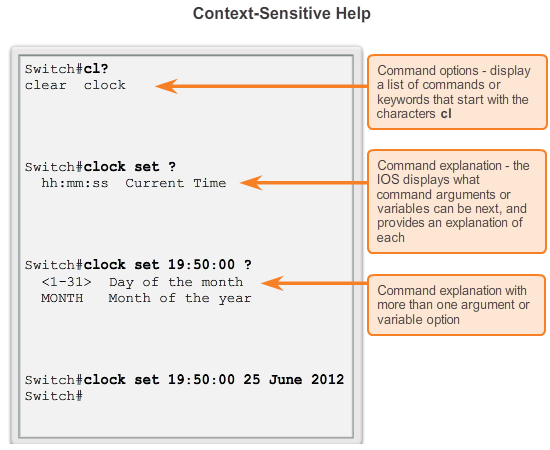 Context-Sensitive Help
Switch#cl?
clear  clock
Command options - display
a list of commands or
keywords that start with the
characters cl
Switch#clock set ?
hh:mm:ss  Current Time
Command explanation - the
IOS displays what
command arguments or
variables can be next, and
provides an explanation of
each
Switch#clock set 19:50:00 ?
<1-31>  Day of the month
MONTH   Month of the year
Command explanation with
more than one argument or
variable option
Switch#clock set 19:50:00 25 June 2012
Switch#